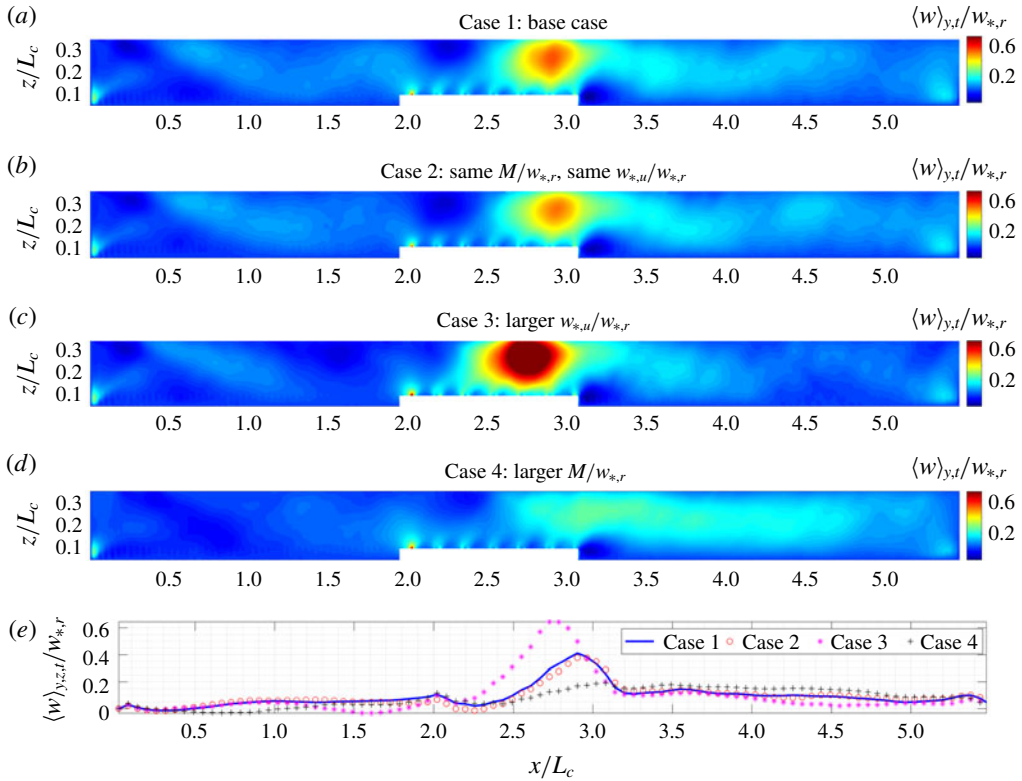 (a) Case 1: base case ⟨w⟩y,t/w*,r
z/Lc 0.3 0.2 0.1 0.6 0.2
0.5 1.0 1.5 2.0 2.5 3.0 3.5 4.0 4.5 5.0
(b) Case 2: same M/w*,r, same w*,u/w*,r ⟨w⟩y,t/w*,r
z/Lc 0.3 0.2 0.1 0.6 0.2
0.5 1.0 1.5 2.0 2.5 3.0 3.5 4.0 4.5 5.0
(c) Case 3: larger w*,u/w*,r ⟨w⟩y,t/w*,r
z/Lc 0.3 0.2 0.1 0.6 0.2
0.5 1.0 1.5 2.0 2.5 3.0 3.5 4.0 4.5 5.0
(d) Case 4: larger M/w*,r ⟨w⟩y,t/w*,r
z/Lc 0.3 0.2 0.1 0.6 0.2
0.5 1.0 1.5 2.0 2.5 3.0 3.5 4.0 4.5 5.0
(e) ⟨w⟩y,z,t/w*,r 0.6 0.4 0.2 0
Case 1 Case 2 Case 3 Case 4
0.5 1.0 1.5 2.0 2.5 3.0 3.5 4.0 4.5 5.0
x/Lc